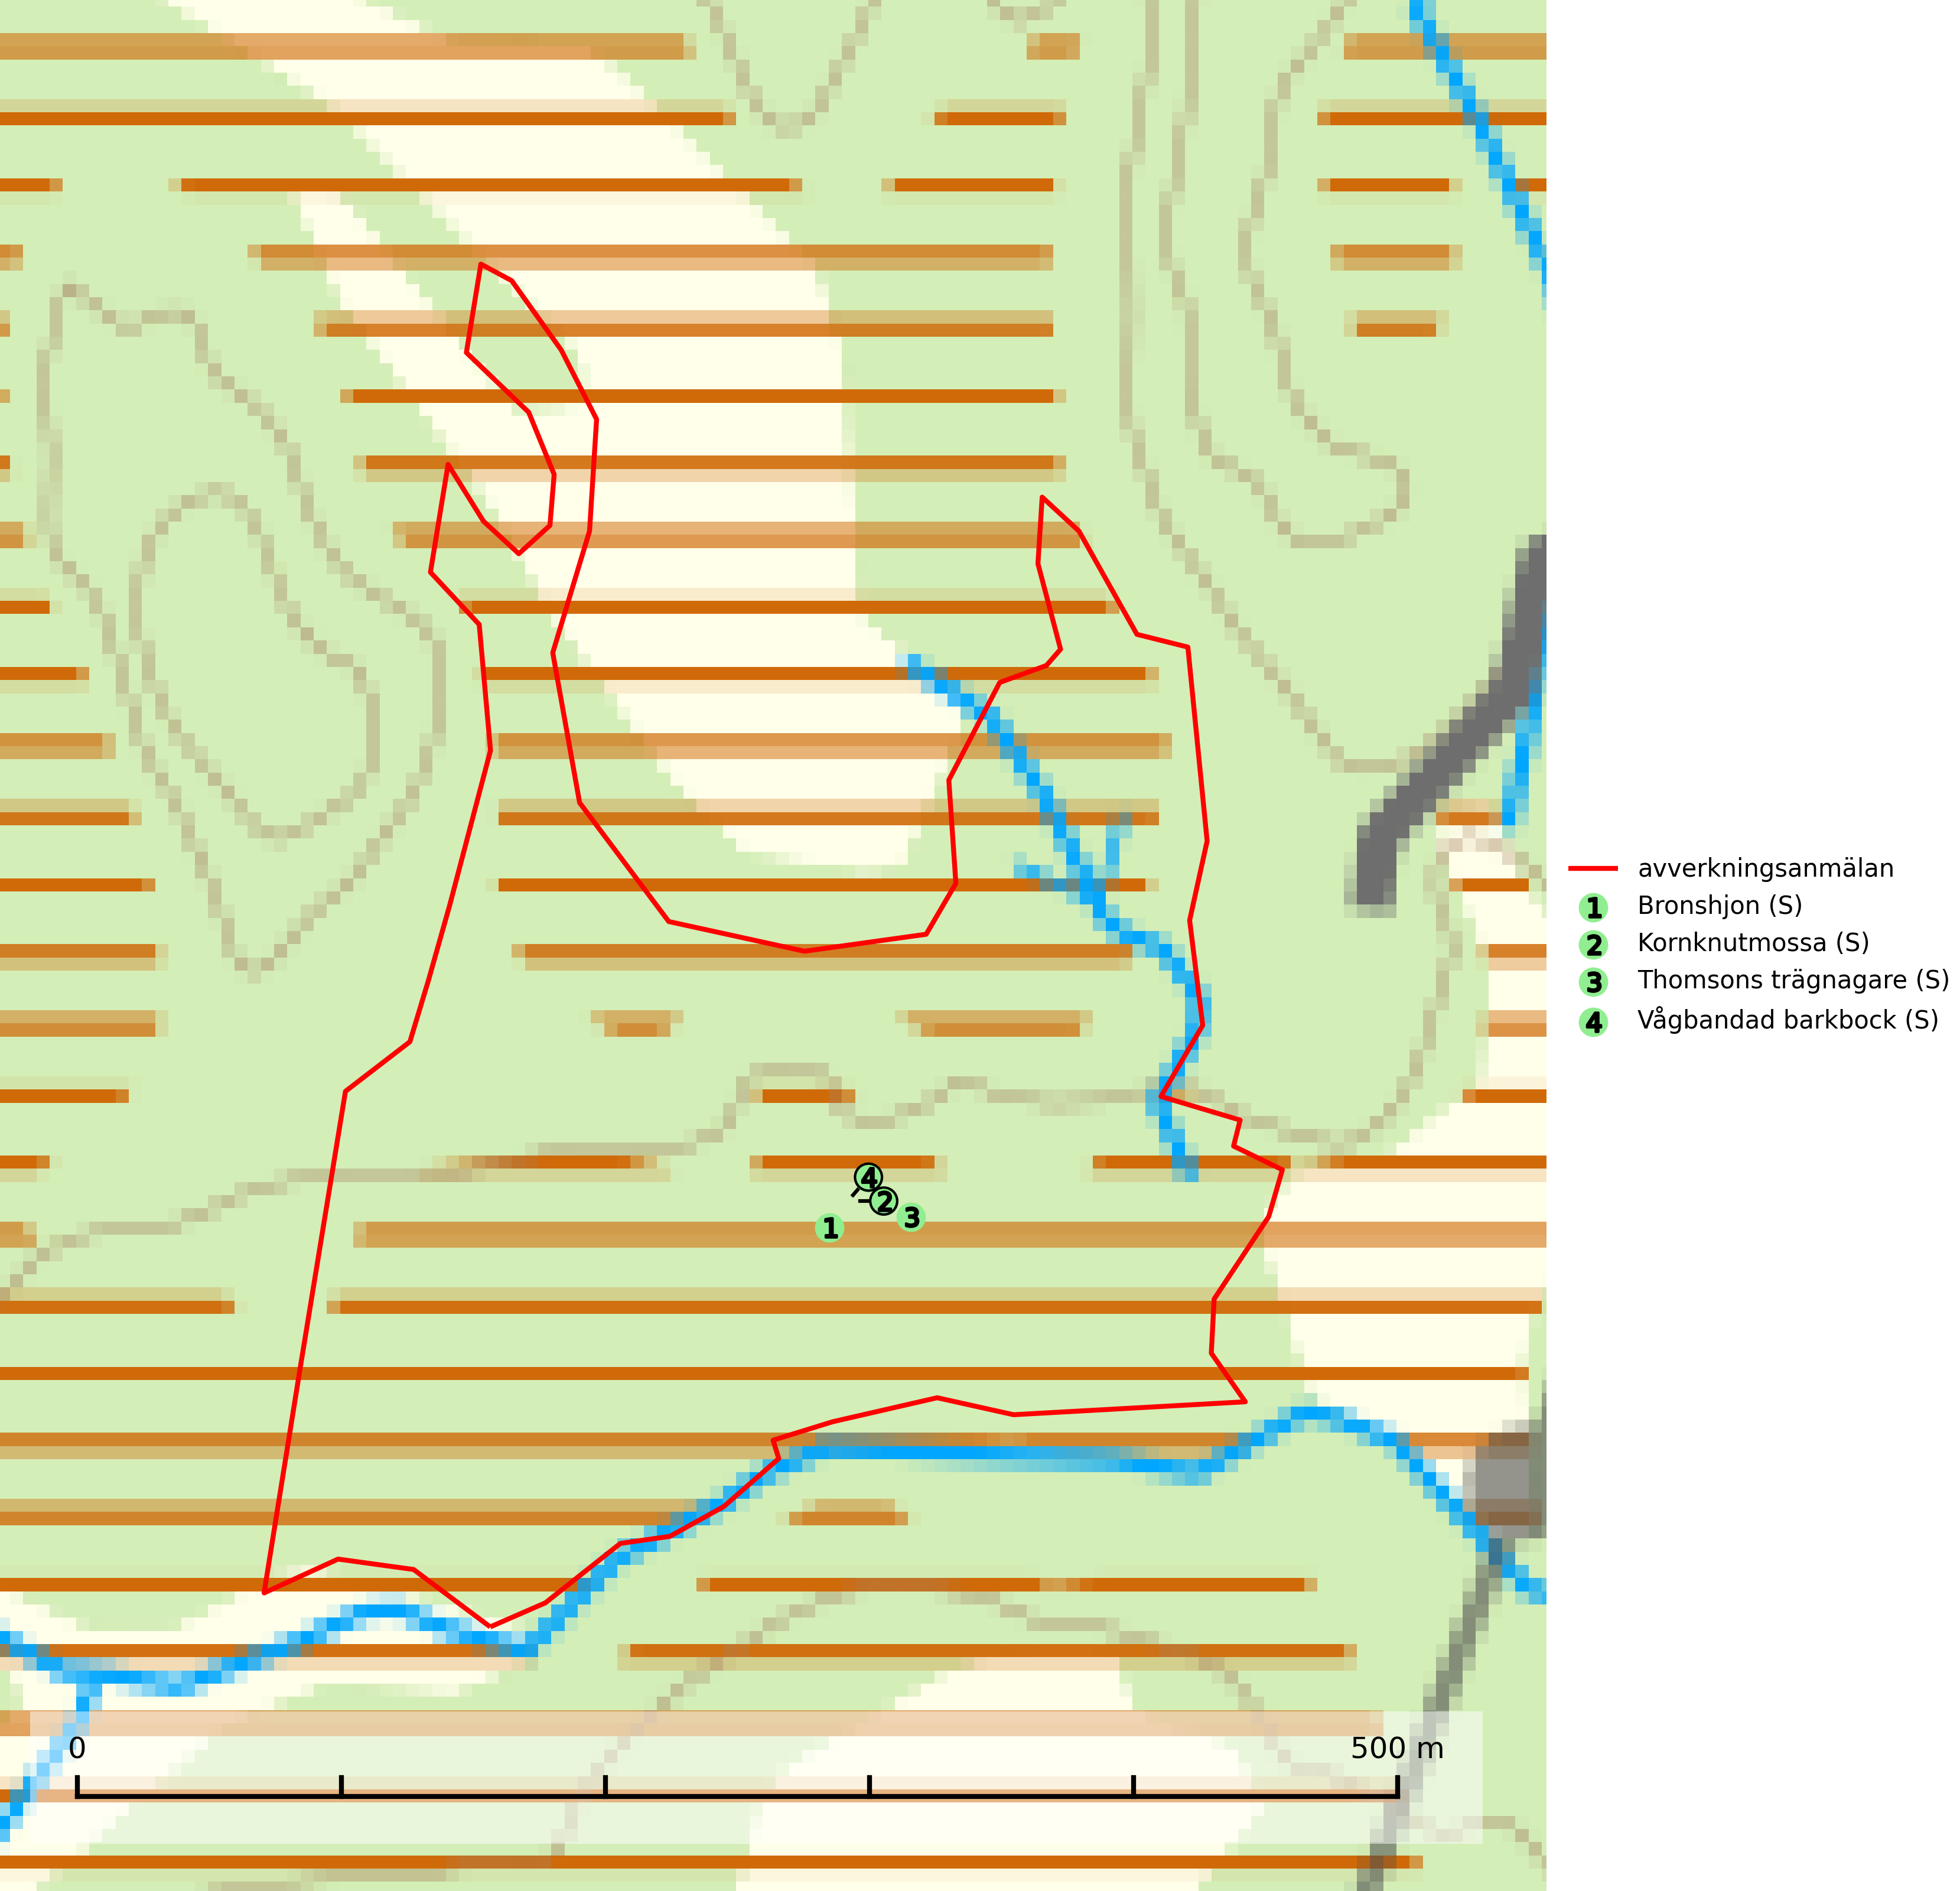 avverkningsanmälan
1 Bronshjon (S)
2 Kornknutmossa (S)
3 Thomsons trägnagare (S)
4 Vågbandad barkbock (S)
4
2
3
1
0 500 m